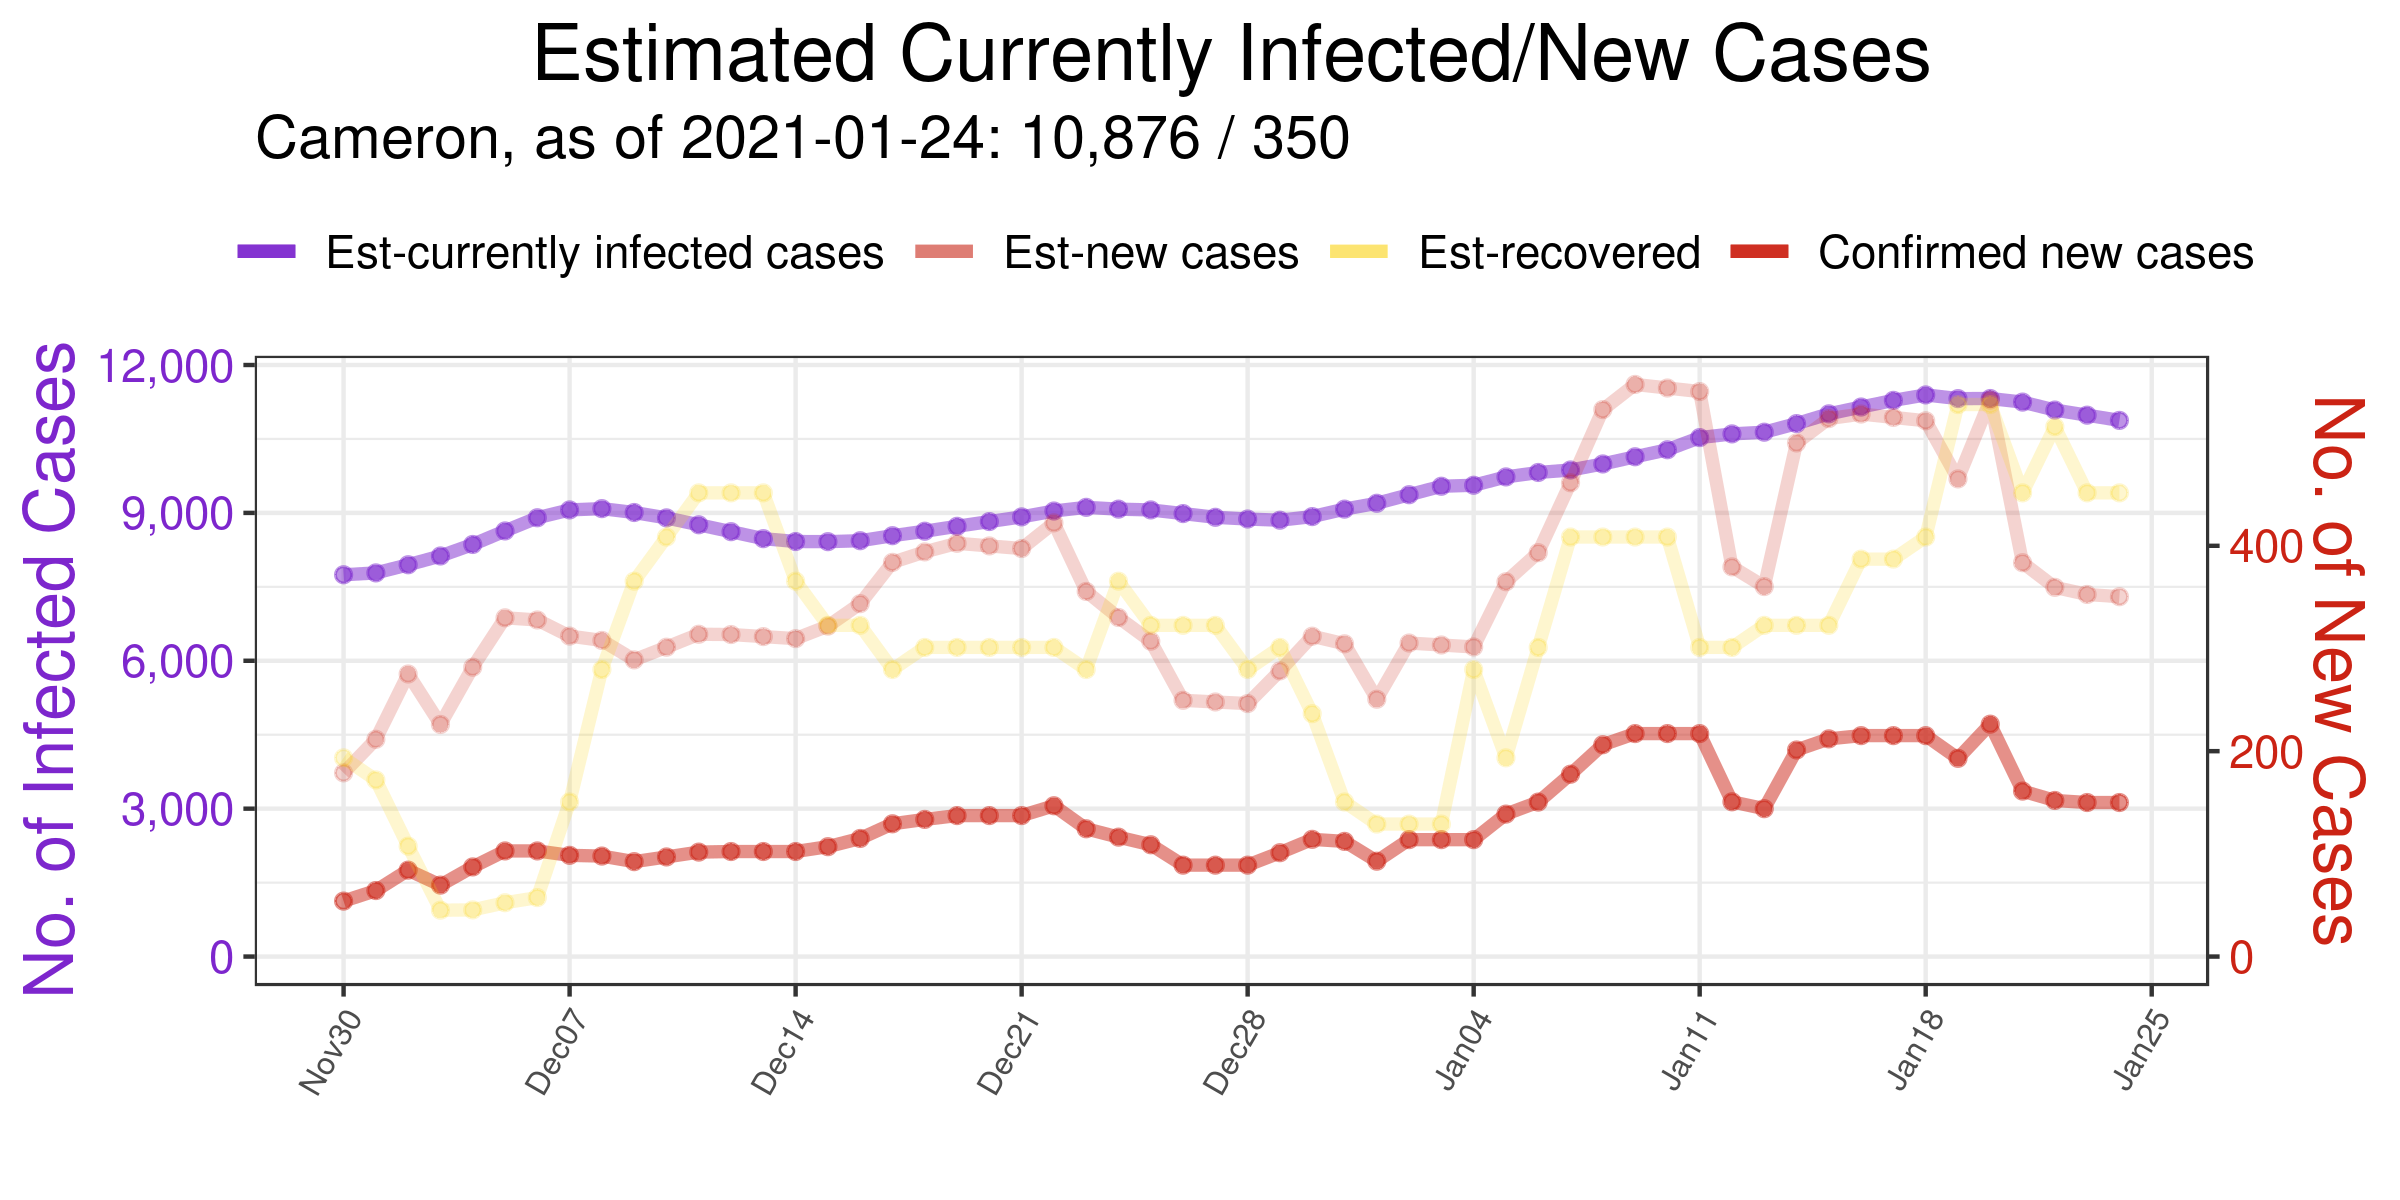 Estimated Currently Infected/New Cases
Cameron, as of 2021-01-24: 10,876 / 350
Est-currently infected cases Est-new cases Est-recovered Confirmed new cases
No. of Infected Cases
12,000
9,000
6,000
3,000
0
400
200
0
No. of New Cases
Nov30 Dec07 Dec14 Dec21 Dec28 Jan04 Jan11 Jan18 Jan25